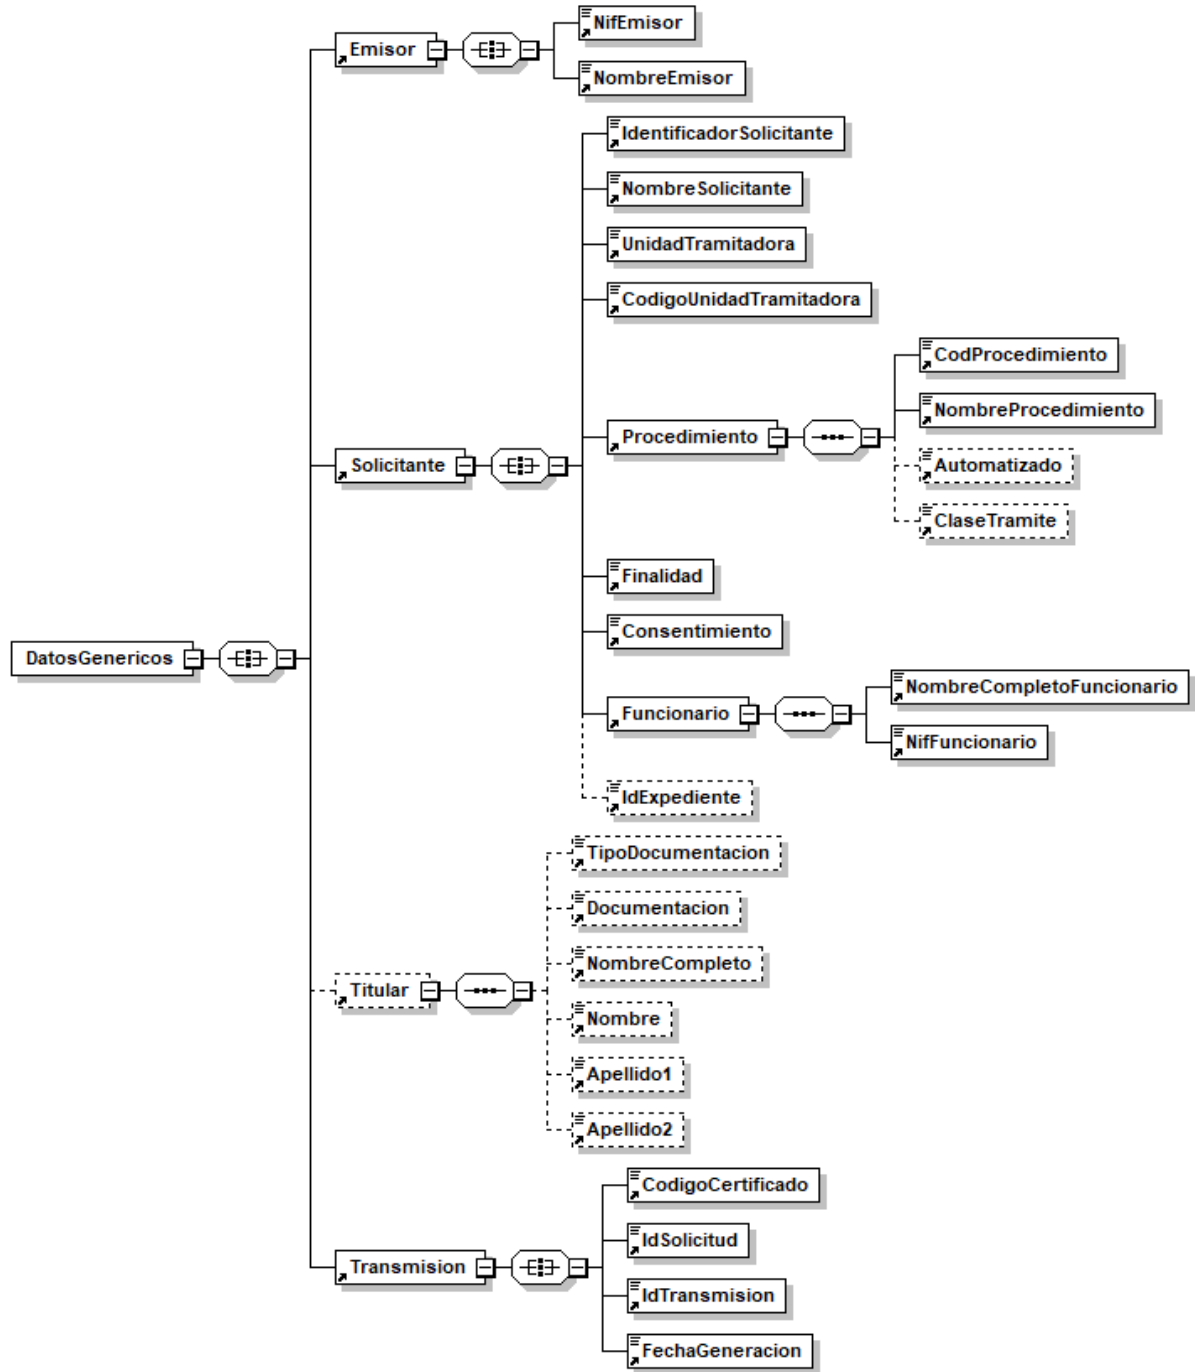 NifEmisor
Emisor
NombreEmisor
IdentificadorSolicitante
NombreSolicitante
UnidadTramitadora
CodigoUnidadTramitadora
CodProcedimiento
NombreProcedimiento
Procedimiento
Solicitante
Automatizado
ClaseTramite
Finalidad
Consentimiento
DatosGenericos
NombreCompletoFuncionario
Funcionario
NifFuncionario
IdExpediente
TipoDocumentacion
Documentacion
NombreCompleto
Titular
Nombre
Apellido1
Apellido2
CodigoCertificado
IdSolicitud
Transmision
IdTransmision
FechaGeneracion